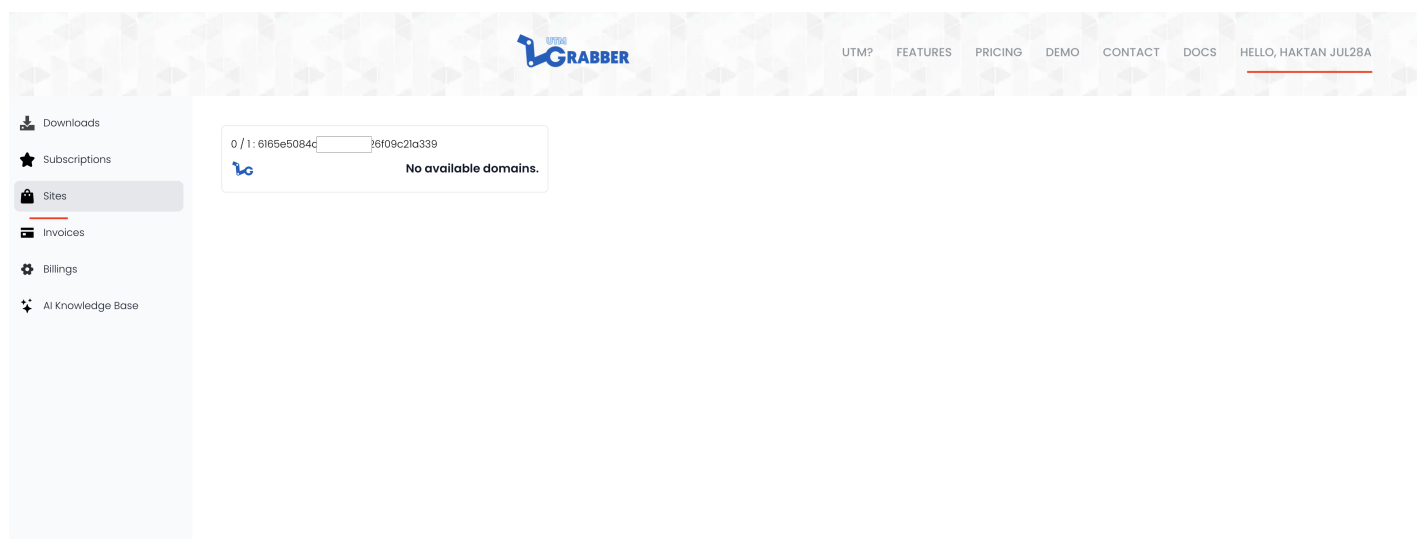 UTM
GRABBER
UTM?
FEATURES
PRICING
DEMO
CONTACT
DOCS
HELLO, HAKTAN JUL28A
Downloads
Subscriptions
Sites
Invoices
Billings
AI Knowledge Base
0 / 1 : 6165e5084c 26f09c21a339
No available domains.